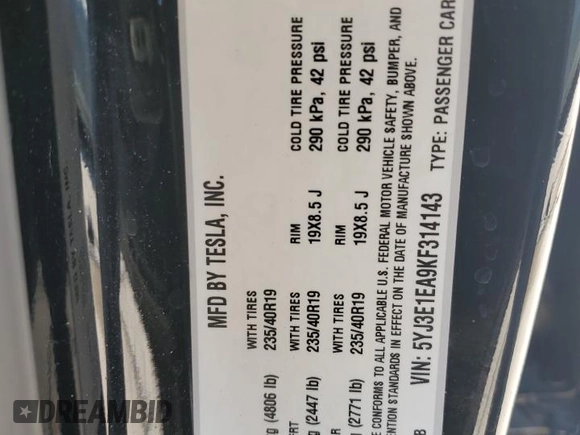 MFD BY TESLA, INC.
(4806 lb) WITH TIRES
235/40R19
RIM COLD TIRE PRESSURE
(2447 lb) 235/40R19 19X8.5 J 290 kPa, 42 psi
WITH TIRES RIM COLD TIRE PRESSURE
(2771 lb) 235/40R19 19X8.5 J 290 kPa, 42 psi
CONFORMS TO ALL APPLICABLE U.S. FEDERAL MOTOR VEHICLE SAFETY, BUMPER, AND
STANDARDS IN EFFECT ON THE DATE OF MANUFACTURE SHOWN ABOVE.
VIN: 5YJ3E1EA9KF314143 TYPE: PASSENGER CAR
DREAMBID